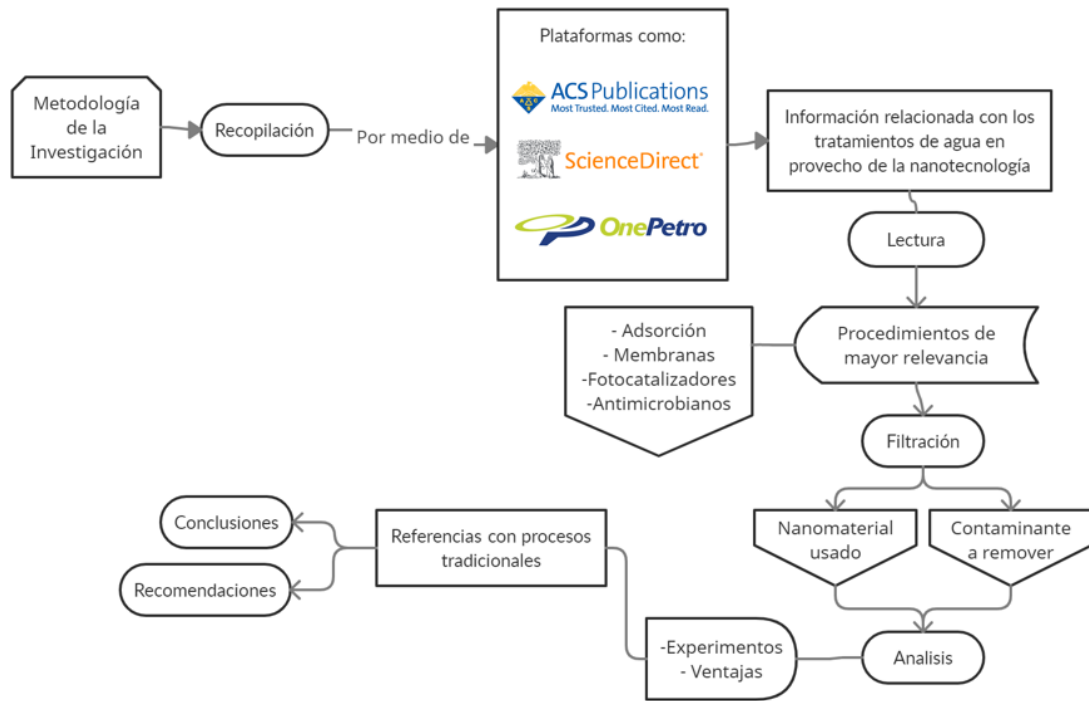 Metodología
de la
Investigación
Recopilación
Por medio de
Plataformas como:
ACS Publications
Most Trusted. Most Cited. Most Read.
ScienceDirect
OnePetro
Información relacionada con los
tratamientos de agua en
provecho de la nanotecnología
Lectura
Procedimientos de
mayor relevancia
- Adsorción
- Membranas
-Fotocatalizadores
-Antimicrobianos
Filtración
Nanomaterial
usado
Contaminante
a remover
Analisis
-Experimentos
- Ventajas
Referencias con procesos
tradicionales
Conclusiones
Recomendaciones